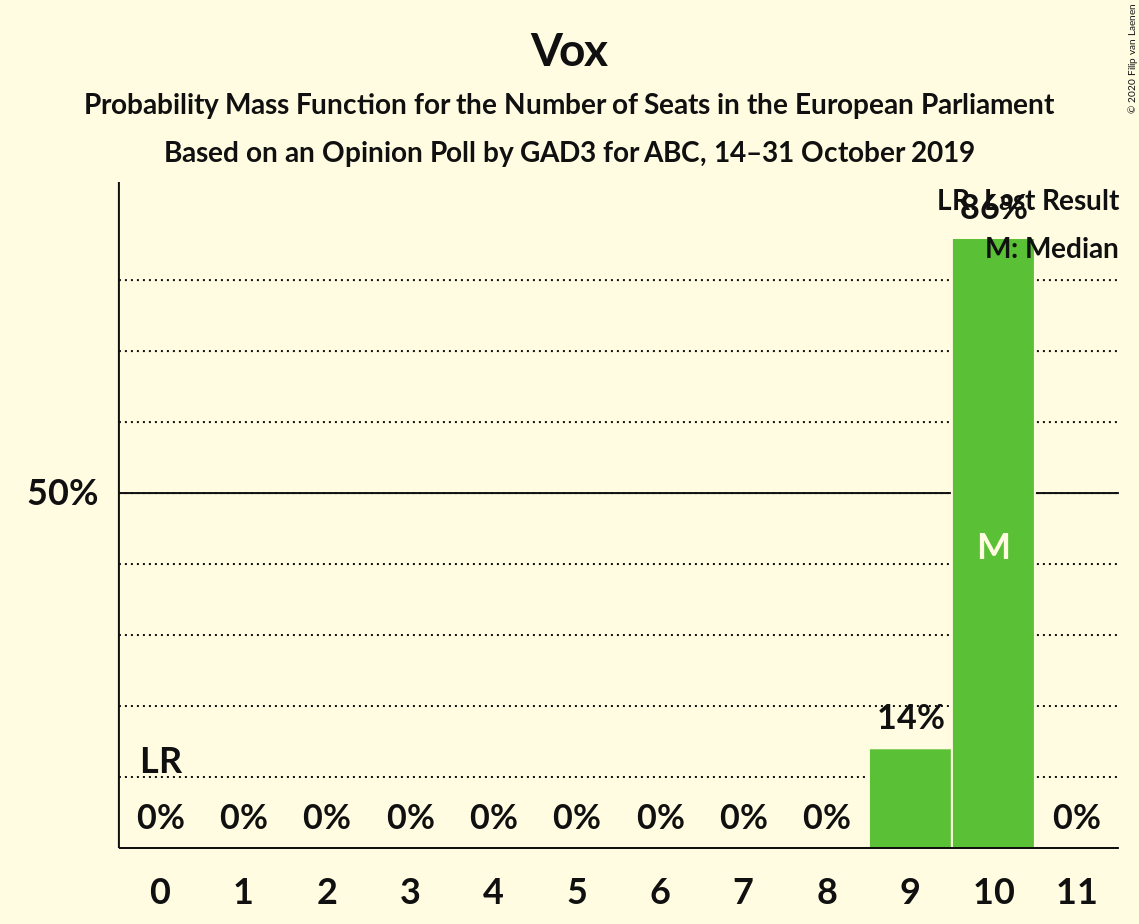 Vox
Probability Mass Function for the Number of Seats in the European Parliament
Based on an Opinion Poll by GAD3 for ABC, 14–31 October 2019
© 2020 Filip van Laenen
LR: Last Result
86%
M: Median
50%
M
14%
LR
0% 0% 0% 0% 0% 0% 0% 0% 0% 0%
0 1 2 3 4 5 6 7 8 9 10 11